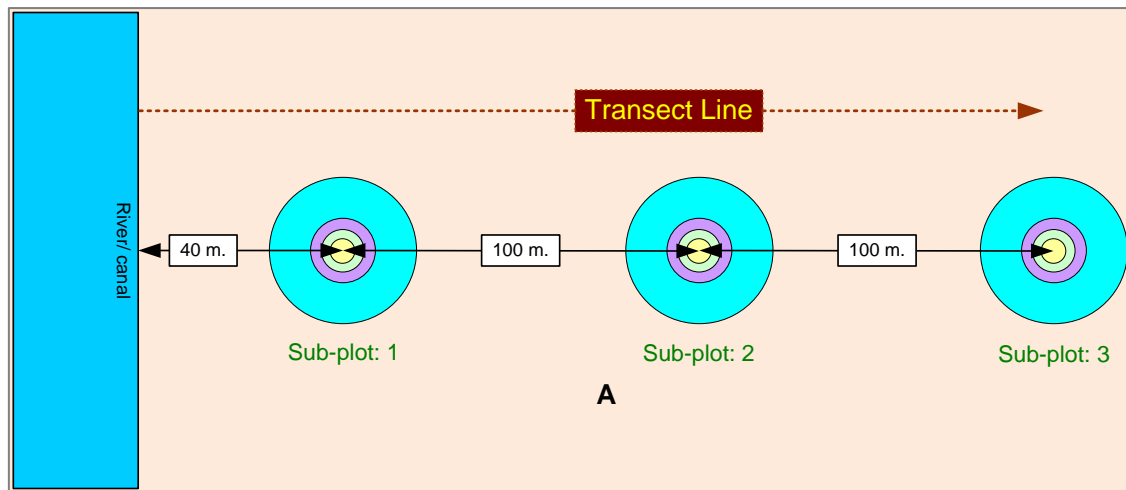 Transect Line
River/ canal
40 m.
100 m.
100 m.
Sub-plot: 1
Sub-plot: 2
Sub-plot: 3
A